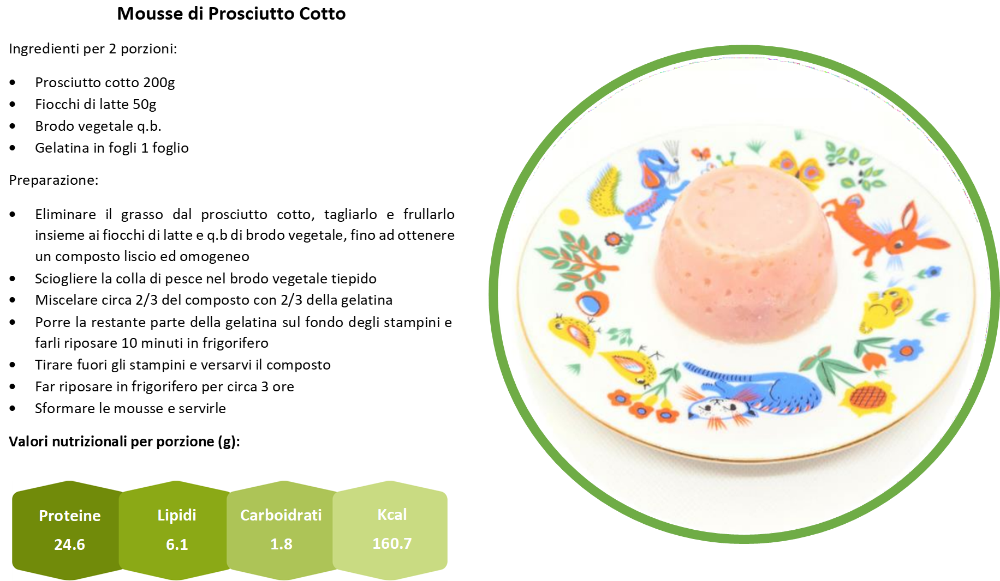 Mousse di Prosciutto Cotto
Ingredienti per 2 porzioni:
• Prosciutto cotto 200g
• Fiocchi di latte 50g
• Brodo vegetale q.b.
• Gelatina in fogli 1 foglio
Preparazione:
• Eliminare il grasso dal prosciutto cotto, tagliarlo e frullarlo
insieme ai fiocchi di latte e q.b di brodo vegetale, fino ad ottenere
un composto liscio ed omogeneo
• Sciogliere la colla di pesce nel brodo vegetale tiepido
• Miscelare circa 2/3 del composto con 2/3 della gelatina
• Porre la restante parte della gelatina sul fondo degli stampini e
farli riposare 10 minuti in frigorifero
• Tirare fuori gli stampini e versarvi il composto
• Far riposare in frigorifero per circa 3 ore
• Sformare le mousse e servirle
Valori nutrizionali per porzione (g):
Proteine Lipidi Carboidrati Kcal
24.6 6.1 1.8 160.7